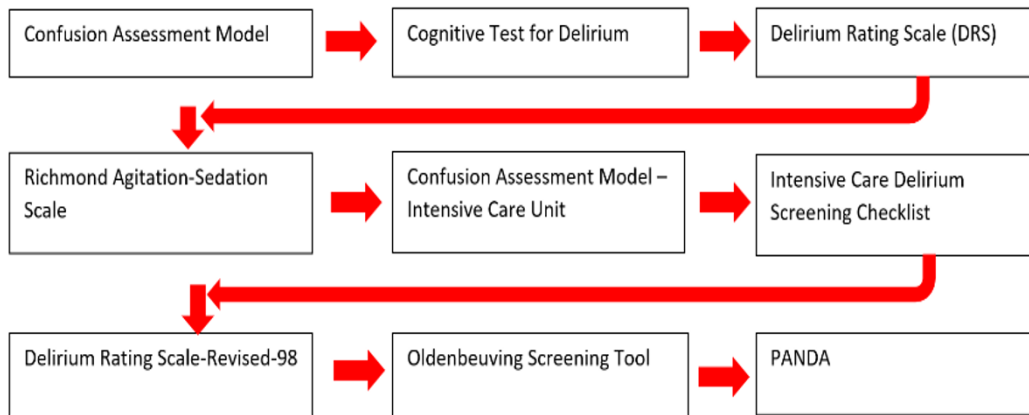 Confusion Assessment Model
Cognitive Test for Delirium
Delirium Rating Scale (DRS)
Richmond Agitation-Sedation
Scale
Confusion Assessment Model –
Intensive Care Unit
Intensive Care Delirium
Screening Checklist
Delirium Rating Scale-Revised-98
Oldenbeuving Screening Tool
PANDA